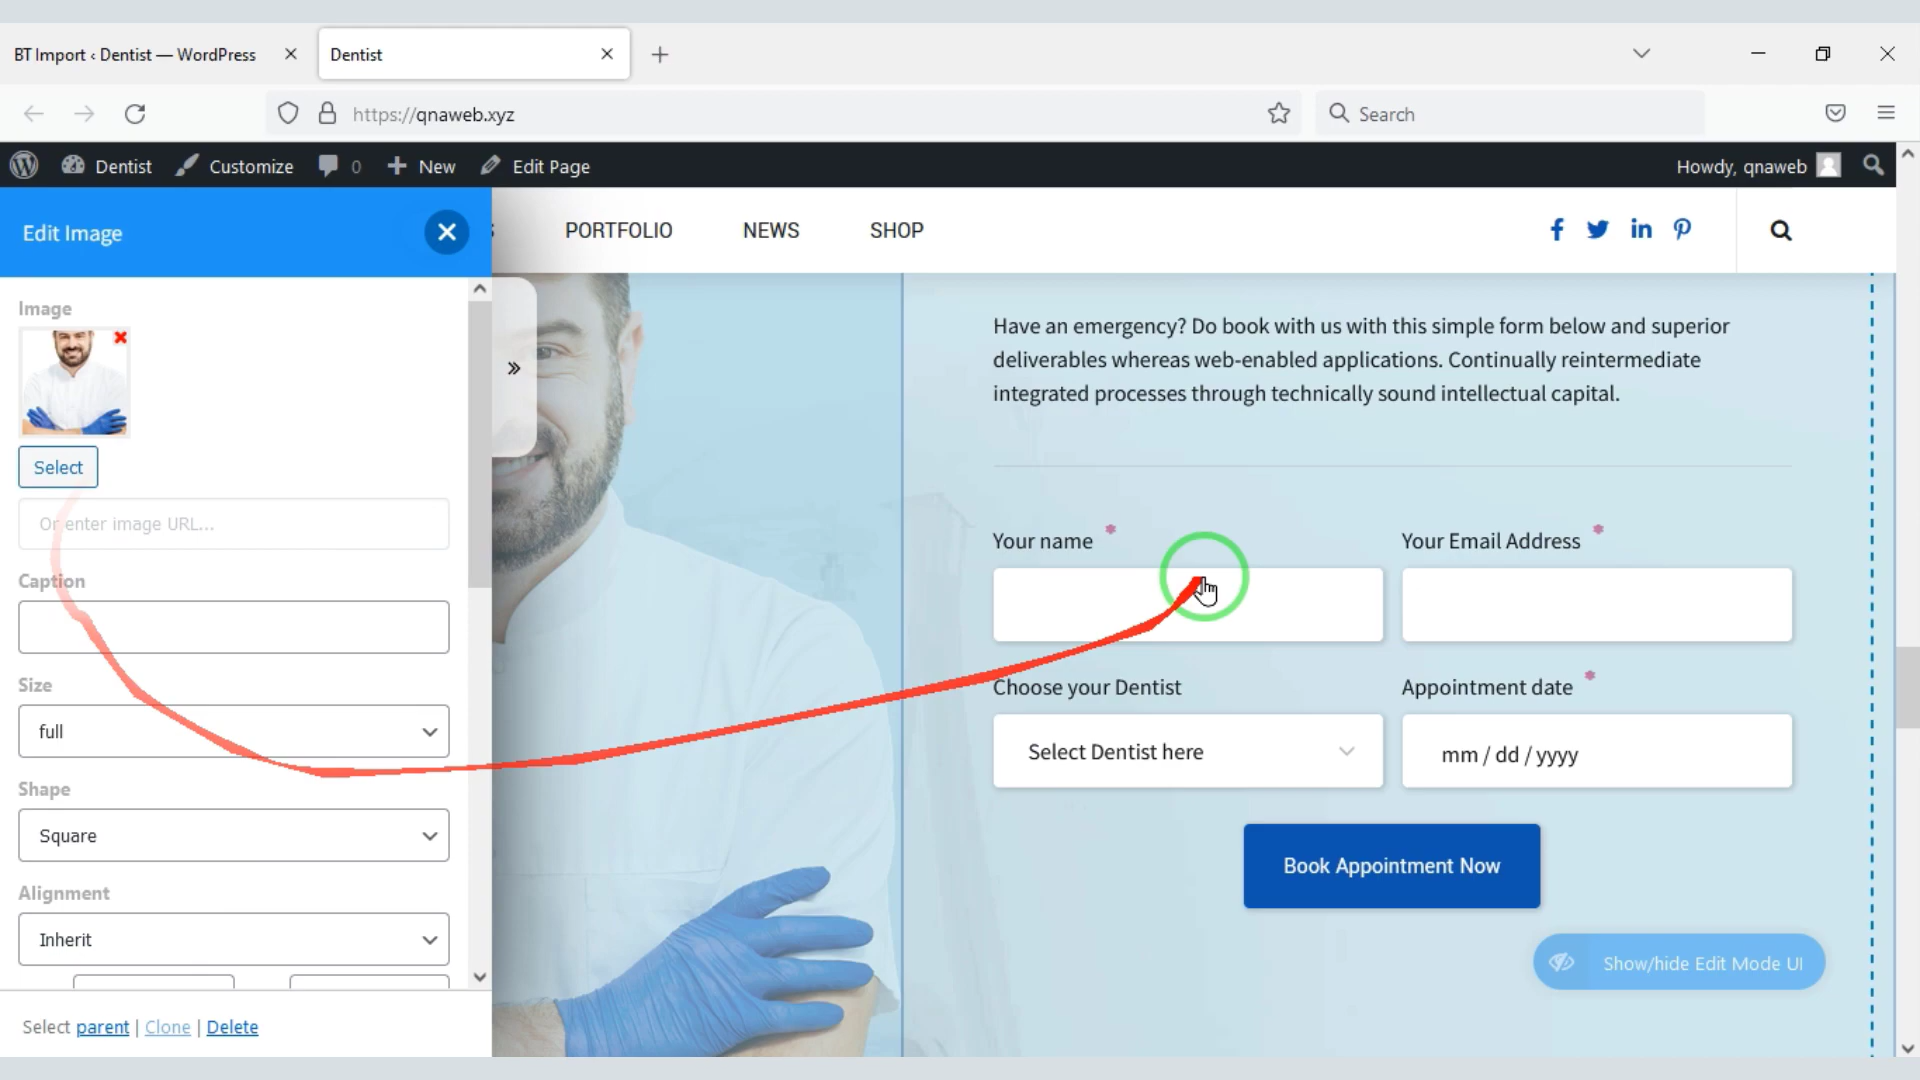 BT Import ‹ Dentist — WordPress
Dentist
https://qnaweb.xyz
Search
Dentist
Customize
0
New
Edit Page
Howdy, qnaweb
Edit Image
PORTFOLIO
NEWS
SHOP
Image
Select
Or enter image URL...
Caption
Size
full
Shape
Square
Alignment
Inherit
Select parent | Clone | Delete
Have an emergency? Do book with us with this simple form below and superior
deliverables whereas web-enabled applications. Continually reintermediate
integrated processes through technically sound intellectual capital.
Your name *
Your Email Address *
Choose your Dentist
Appointment date *
Select Dentist here
mm / dd / yyyy
Book Appointment Now
Show/hide Edit Mode UI